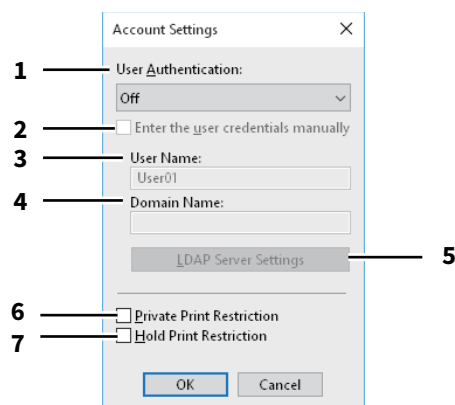 Account Settings
1
User Authentication:
Off
2
Enter the user credentials manually
3
User Name:
User01
4
Domain Name:
LDAP Server Settings
5
6
Private Print Restriction
7
Hold Print Restriction
OK
Cancel